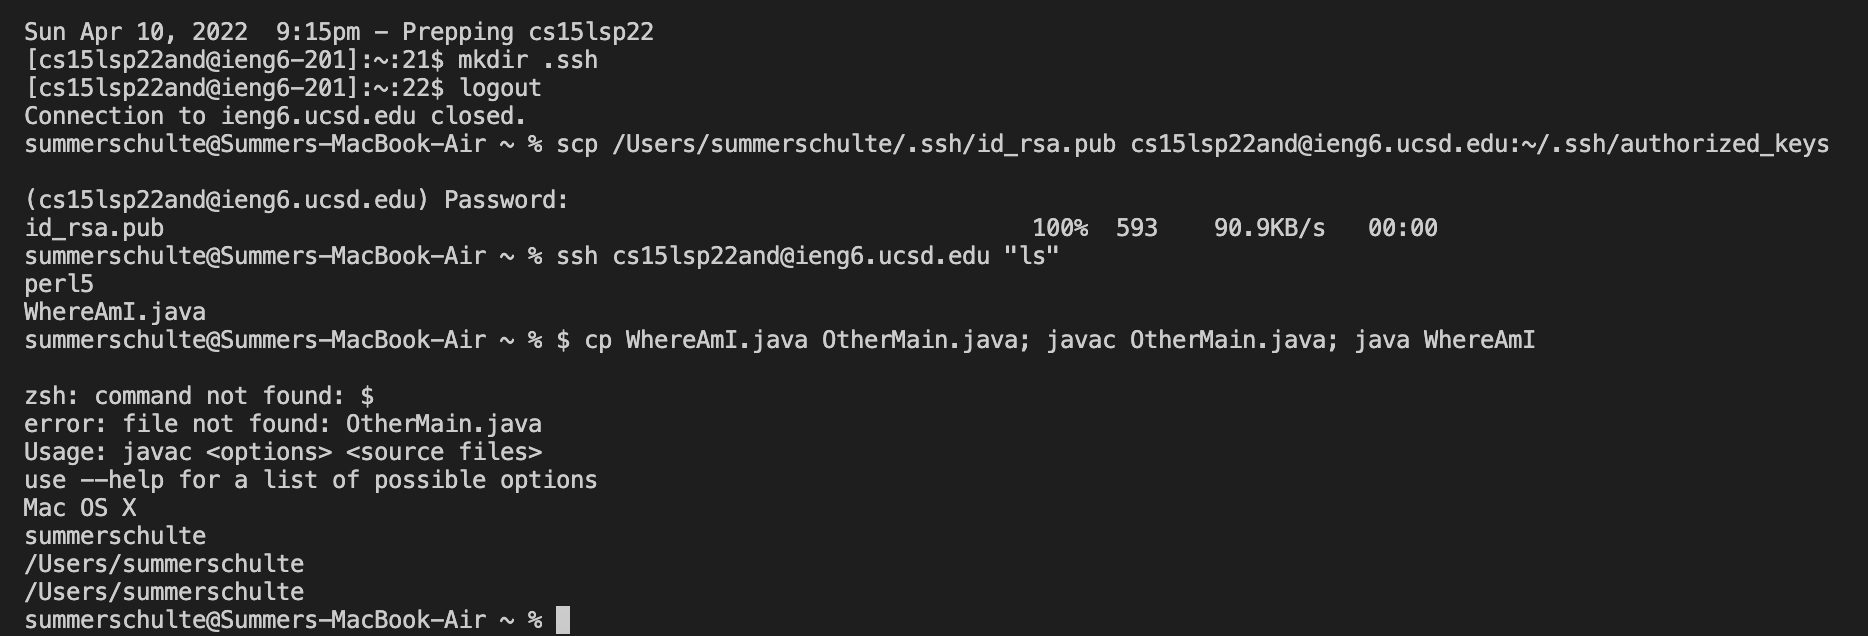 Sun Apr 10, 2022  9:15pm - Prepping cs15lsp22
[cs15lsp22and@ieng6-201]:~:21$ mkdir .ssh
[cs15lsp22and@ieng6-201]:~:22$ logout
Connection to ieng6.ucsd.edu closed.
summerschulte@Summers-MacBook-Air ~ % scp /Users/summerschulte/.ssh/id_rsa.pub cs15lsp22and@ieng6.ucsd.edu:~/.ssh/authorized_keys
(cs15lsp22and@ieng6.ucsd.edu) Password:
id_rsa.pub                                                              100%  593    90.9KB/s   00:00
summerschulte@Summers-MacBook-Air ~ % ssh cs15lsp22and@ieng6.ucsd.edu "ls"
perl5
WhereAmI.java
summerschulte@Summers-MacBook-Air ~ % $ cp WhereAmI.java OtherMain.java; javac OtherMain.java; java WhereAmI
zsh: command not found: $
error: file not found: OtherMain.java
Usage: javac <options> <source files>
use --help for a list of possible options
Mac OS X
summerschulte
/Users/summerschulte
/Users/summerschulte
summerschulte@Summers-MacBook-Air ~ %